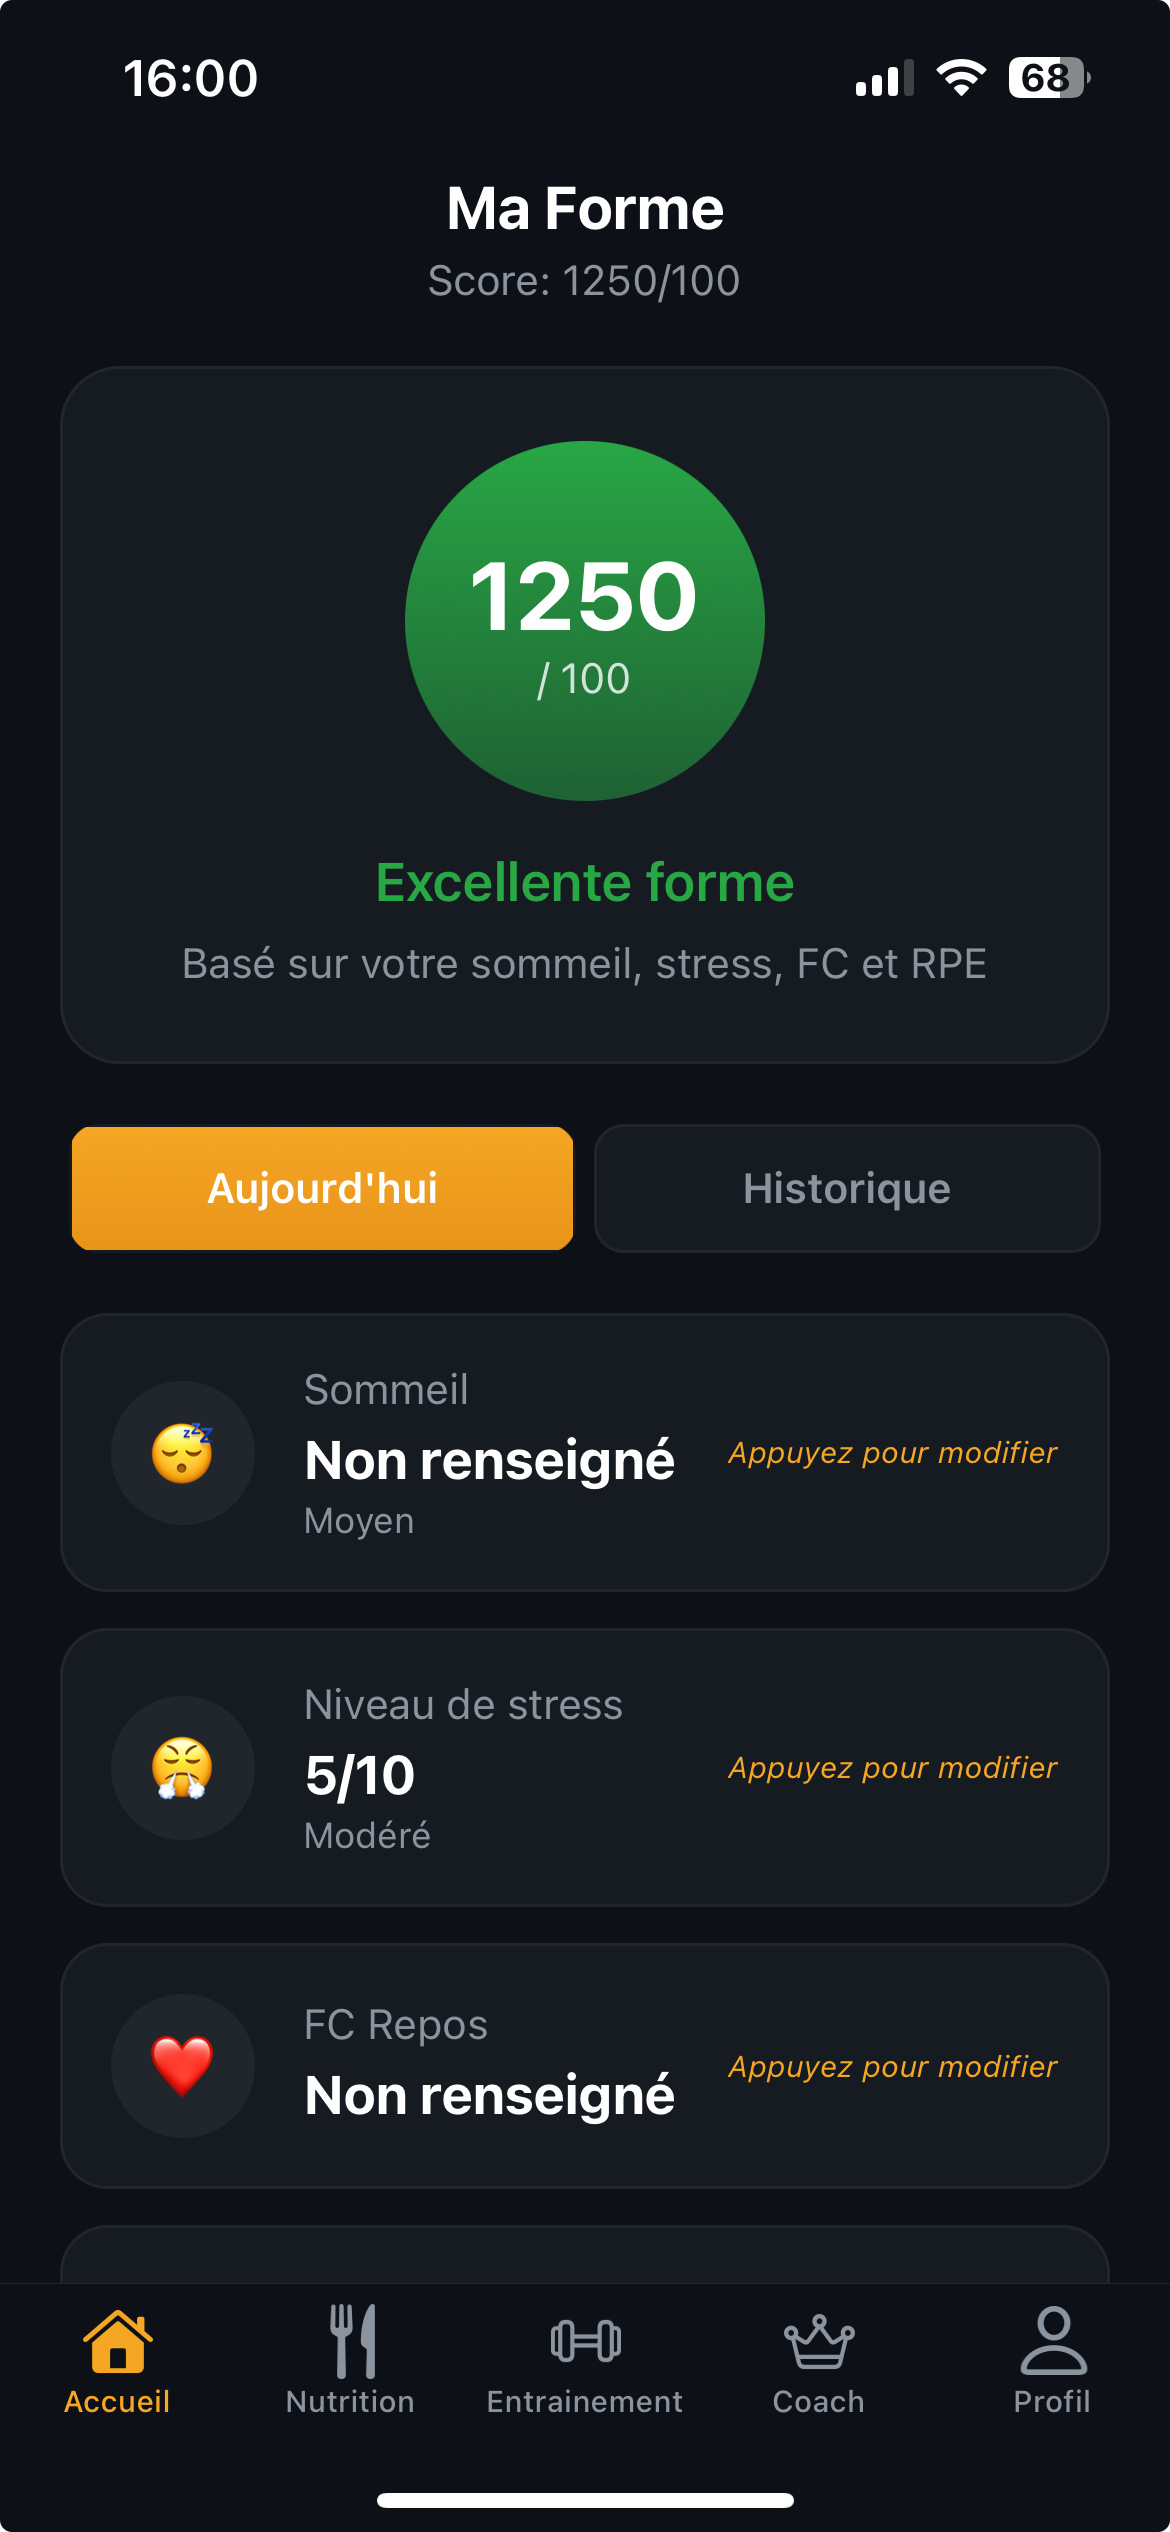 16:00
68
Ma Forme
Score: 1250/100
1250
/ 100
Excellente forme
Basé sur votre sommeil, stress, FC et RPE
Aujourd'hui
Historique
Sommeil
Non renseigné
Moyen
Appuyez pour modifier
Niveau de stress
5/10
Modéré
Appuyez pour modifier
FC Repos
Non renseigné
Appuyez pour modifier
Accueil
Nutrition
Entrainement
Coach
Profil